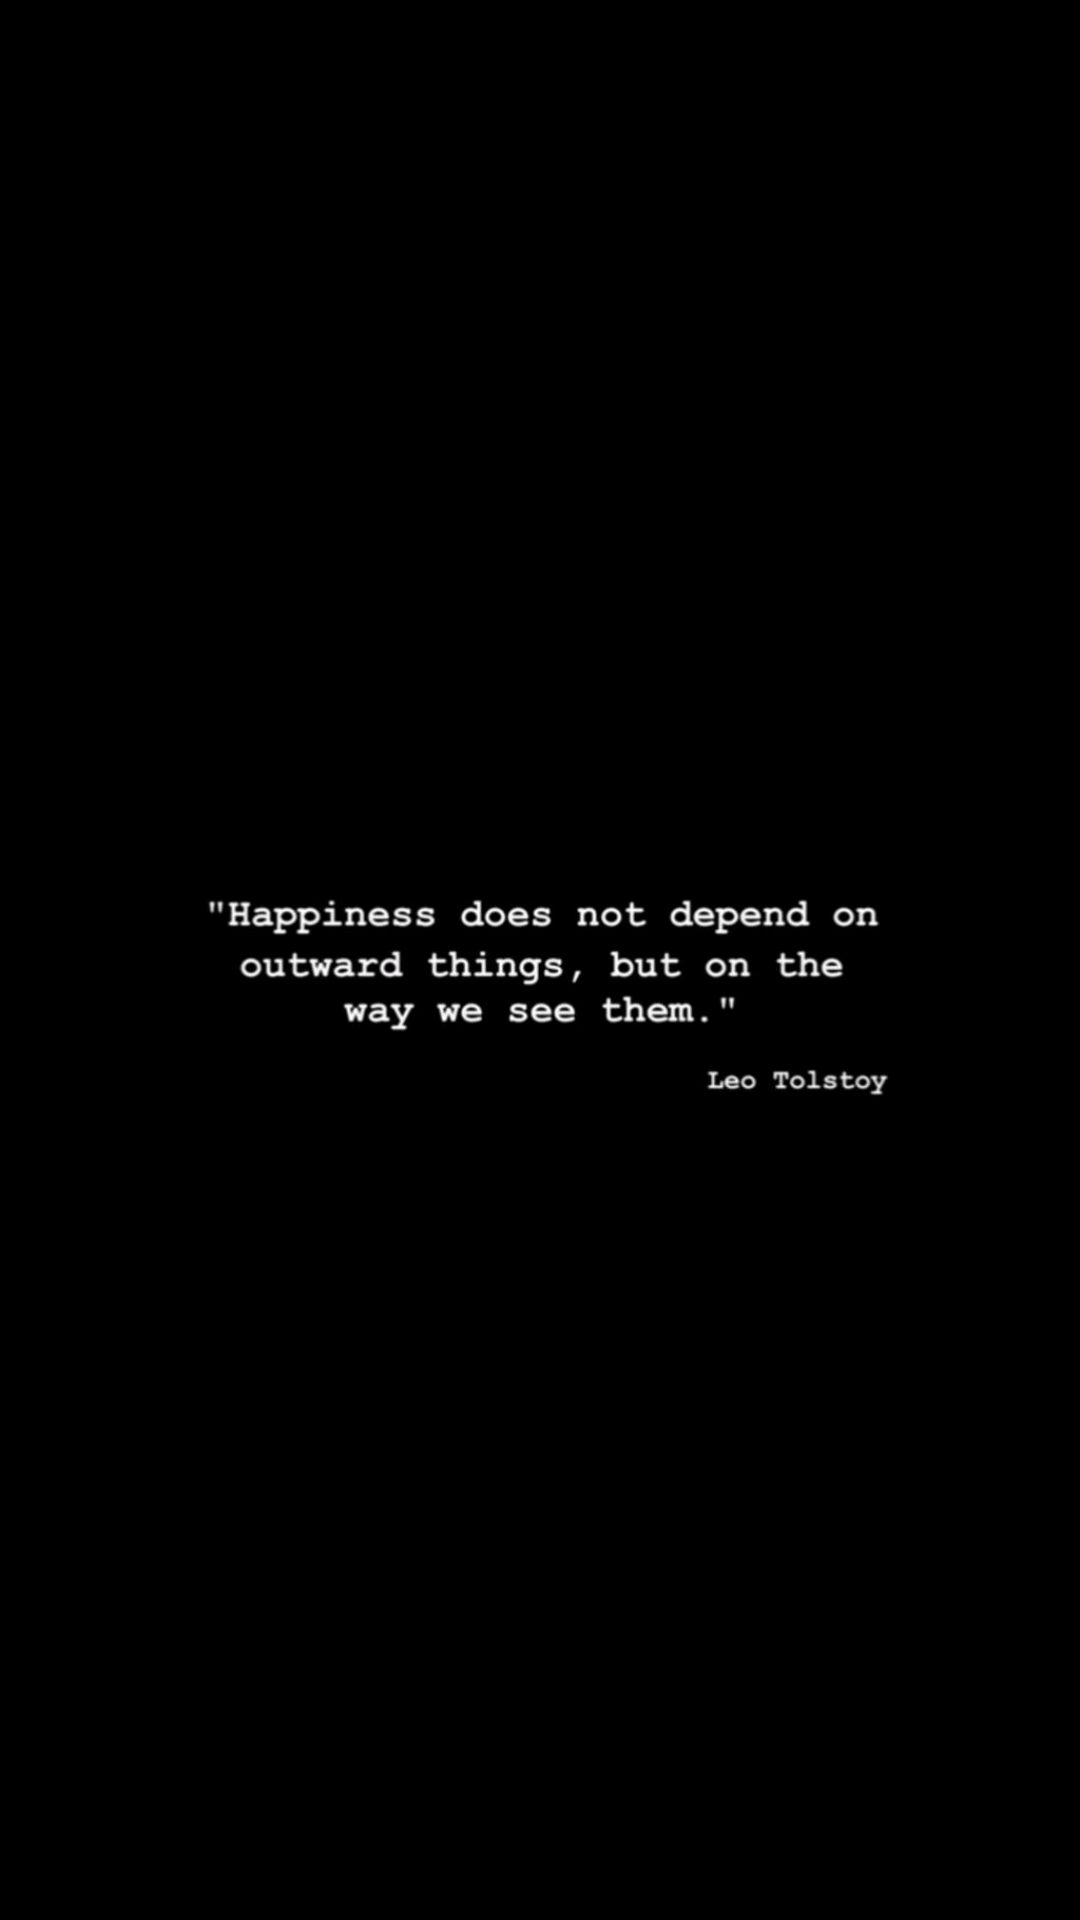 "Happiness does not depend on
outward things, but on the
way we see them."
Leo Tolstoy